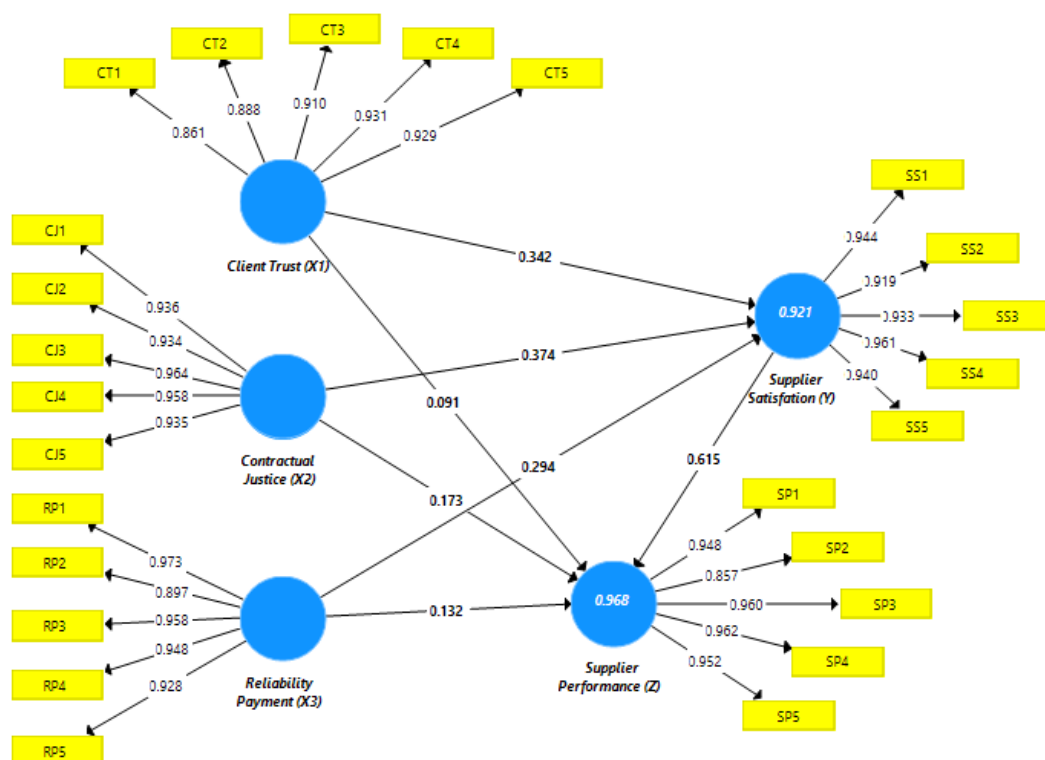 CT1
CT2
CT3
CT4
CT5
0.861
0.888
0.910
0.931
0.929
Client Trust (X1)
CJ1
CJ2
CJ3
CJ4
CJ5
0.936
0.934
0.964
0.958
0.935
Contractual
Justice (X2)
RP1
RP2
RP3
RP4
RP5
0.973
0.897
0.958
0.948
0.928
Reliability
Payment (X3)
0.342
0.374
0.091
0.294
0.173
0.132
0.615
0.921
Supplier
Satisfation (Y)
SS1
SS2
SS3
SS4
SS5
0.944
0.919
0.933
0.961
0.940
0.968
Supplier
Performance (Z)
SP1
SP2
SP3
SP4
SP5
0.948
0.857
0.960
0.962
0.952